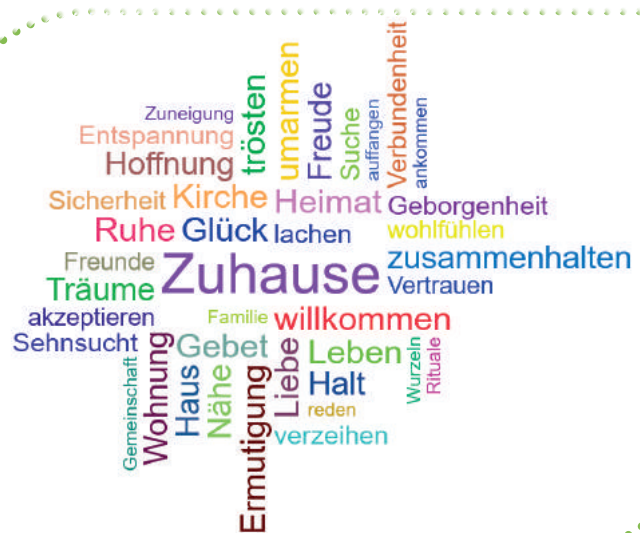 Zuneigung
Entspannung
Hoffnung
trösten
umarmen
Freude
Suche
auffangen
Verbundenheit
ankommen
Sicherheit
Kirche
Heimat
Geborgenheit
Ruhe
Glück
lachen
wohlfühlen
Freunde
Zuhause
zusammenhalten
Träume
Vertrauen
akzeptieren
Familie
willkommen
Sehnsucht
Gebet
Leben
Gemeinschaft
Wohnung
Haus
Nähe
Ermutigung
Liebe
Halt
Wurzeln
Rituale
reden
verzeihen